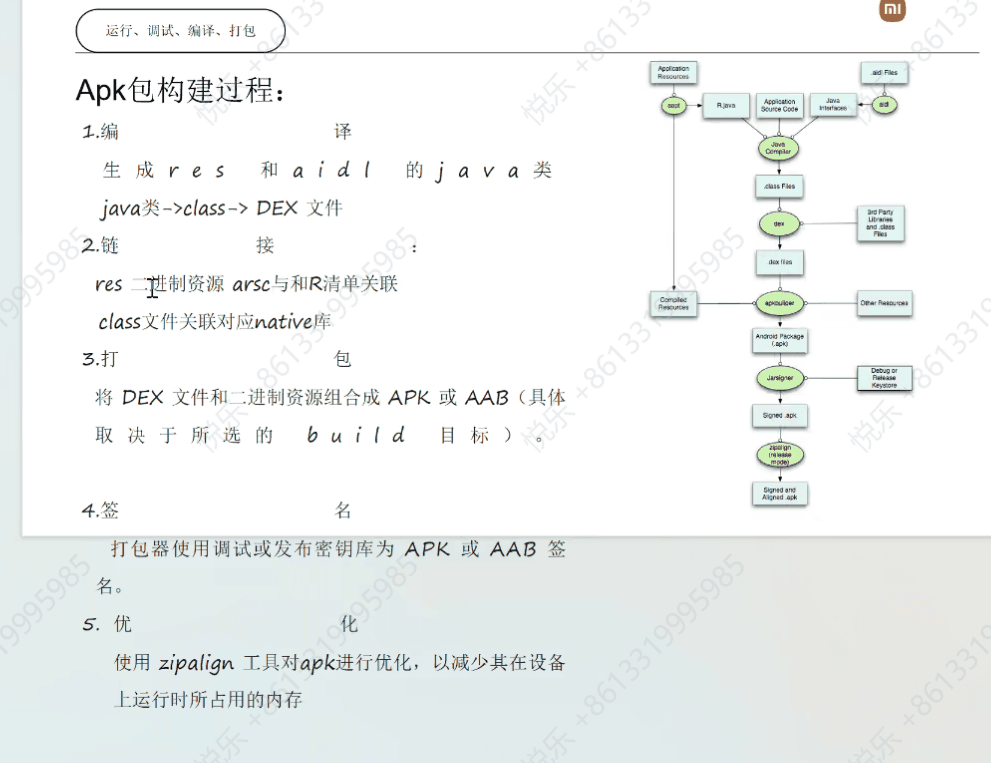 运行、调试、编译、打包
mi
Apk包构建过程：
1.编 译
生成res 和aidl 的java类
java类->class-> DEX 文件
2.链 接 ：
res 二进制资源 arsc与和R清单关联
class文件关联对应native库
3.打 包
将 DEX 文件和二进制资源组合成 APK 或 AAB（具体
取决于所选的 build 目标）。
4.签 名
打包器使用调试或发布密钥库为 APK 或 AAB 签
名。
5. 优 化
使用 zipalign 工具对apk进行优化，以减少其在设备
上运行时所占用的内存
Application
Resources
.aidl Files
aapt
R.java
Application
Source Code
Java
Interfaces
aidl
Java
Compiler
.class Files
dex
3rd Party
Libraries
and .class
Files
.dex files
Compiled
Resources
apkbuilder
Other Resources
Android Package
(.apk)
Jarsigner
Debug or
Release
Keystore
Signed .apk
zipalign
(release
mode)
Signed and
Aligned .apk
悦乐 +8613319995985